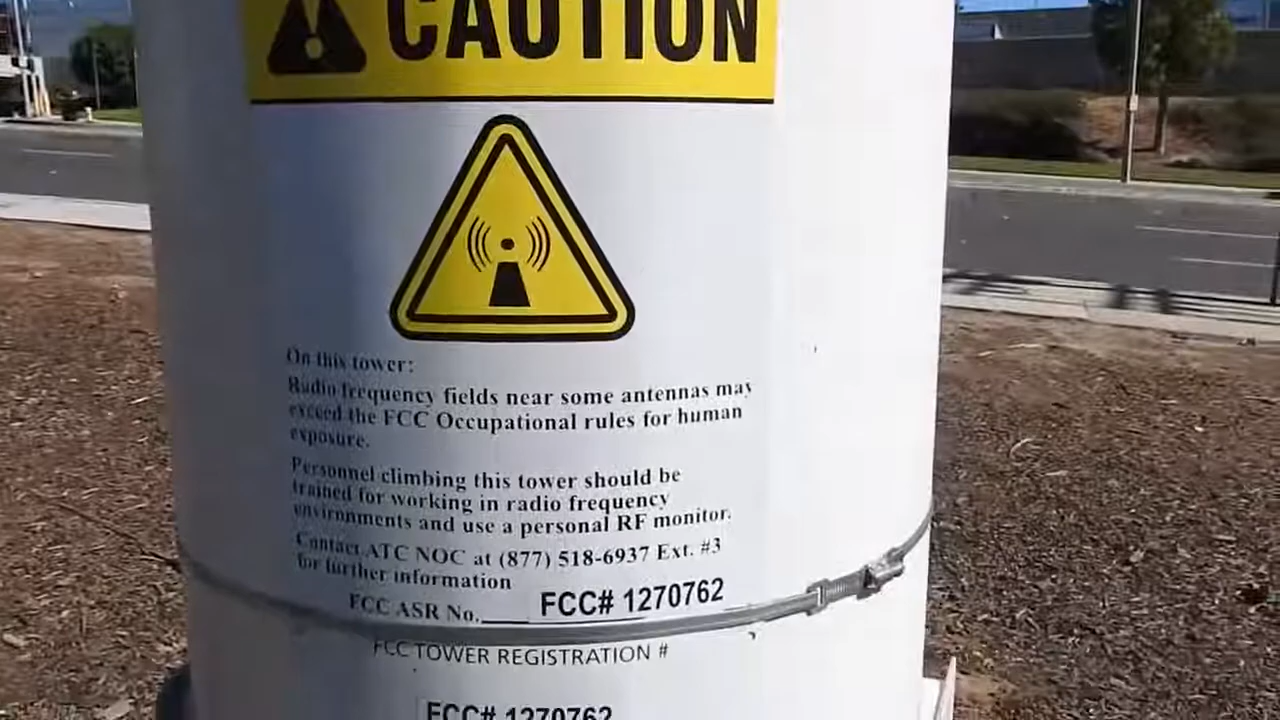 CAUTION
On this tower:
Radio frequency fields near some antennas may
exceed the FCC Occupational rules for human
exposure.
Personnel climbing this tower should be
trained for working in radio frequency
environments and use a personal RF monitor.
Contact ATC NOC at (877) 518-6937 Ext. #3
for further information
FCC ASR No. FCC# 1270762
FCC TOWER REGISTRATION #
FCC# 1270762